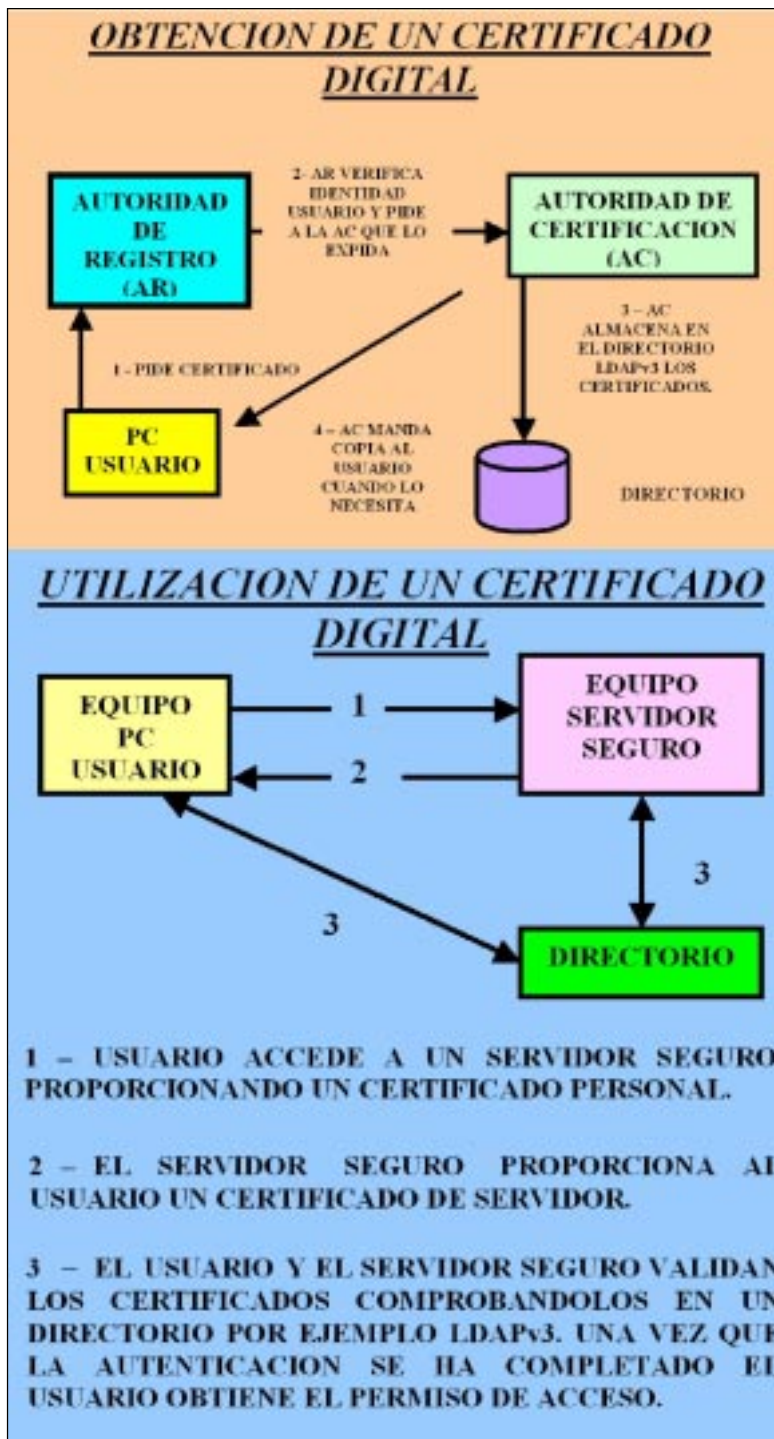 OBTENCION DE UN CERTIFICADO
DIGITAL
AUTORIDAD
DE
REGISTRO
(AR)
2- AR VERIFICA
IDENTIDAD
USUARIO Y PIDE
A LA AC QUE LO
EXPIDA
AUTORIDAD DE
CERTIFICACION
(AC)
1 - PIDE CERTIFICADO
3 – AC
ALMACENA EN
EL DIRECTORIO
LDAPv3 LOS
CERTIFICADOS.
PC
USUARIO
4 – AC MANDA
COPIA AL
USUARIO
CUANDO LO
NECESITA
DIRECTORIO
UTILIZACION DE UN CERTIFICADO
DIGITAL
EQUIPO
PC
USUARIO
1
2
EQUIPO
SERVIDOR
SEGURO
3
3
DIRECTORIO
1 – USUARIO ACCEDE A UN SERVIDOR SEGURO
PROPORCIONANDO UN CERTIFICADO PERSONAL.
2 – EL SERVIDOR SEGURO PROPORCIONA AL
USUARIO UN CERTIFICADO DE SERVIDOR.
3 – EL USUARIO Y EL SERVIDOR SEGURO VALIDAN
LOS CERTIFICADOS COMPROBANDOLOS EN UN
DIRECTORIO POR EJEMPLO LDAPv3. UNA VEZ QUE
LA AUTENTICACION SE HA COMPLETADO EL
USUARIO OBTIENE EL PERMISO DE ACCESO.